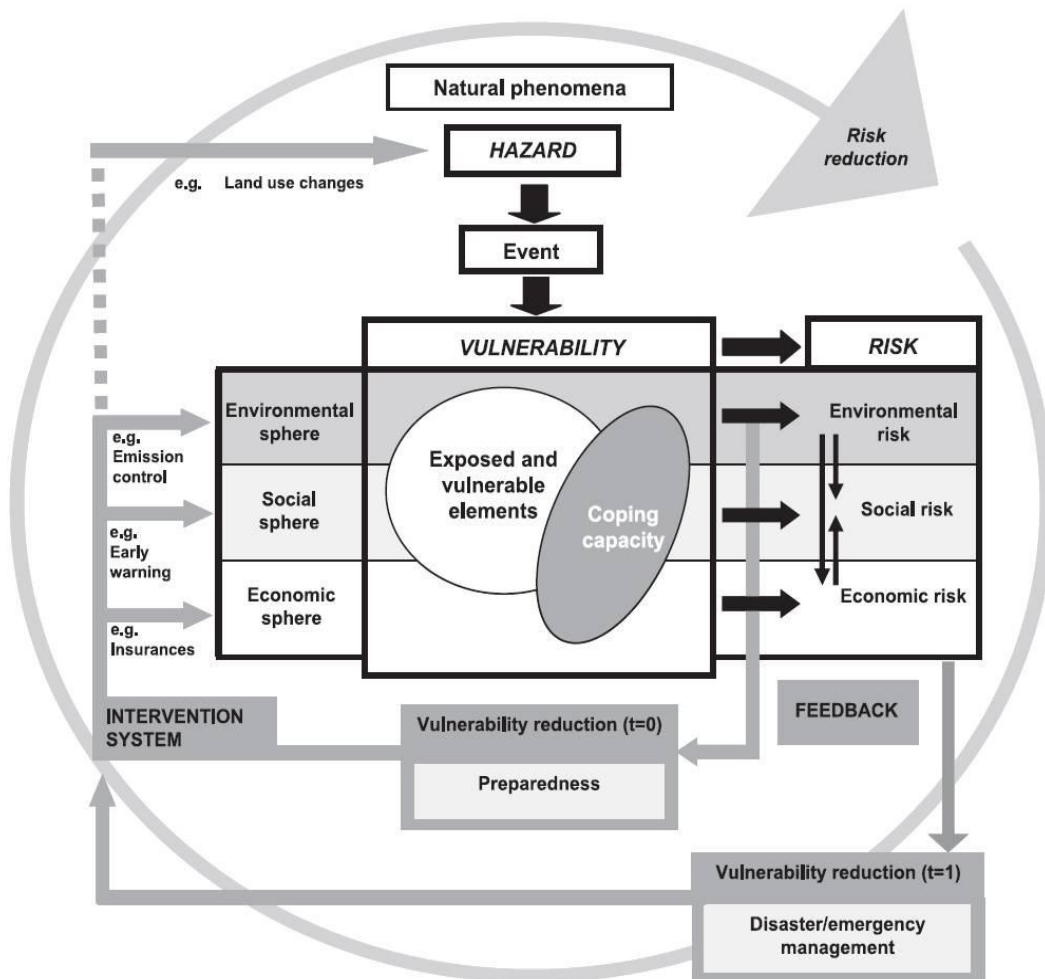 Natural phenomena
HAZARD
Risk
reduction
e.g. Land use changes
Event
VULNERABILITY
RISK
Environmental
sphere
e.g.
Emission
control
Social
sphere
e.g.
Early
warning
Economic
sphere
e.g.
Insurances
Exposed and
vulnerable
elements
Coping
capacity
Environmental
risk
Social risk
Economic risk
INTERVENTION
SYSTEM
Vulnerability reduction (t=0)
Preparedness
FEEDBACK
Vulnerability reduction (t=1)
Disaster/emergency
management